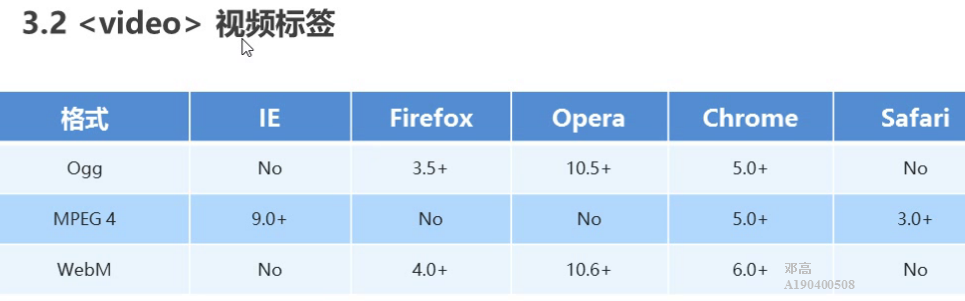 3.2 <video> 视频标签
格式 IE Firefox Opera Chrome Safari
Ogg No 3.5+ 10.5+ 5.0+ No
MPEG 4 9.0+ No No 5.0+ 3.0+
WebM No 4.0+ 10.6+ 6.0+ No
邓高
A190400508